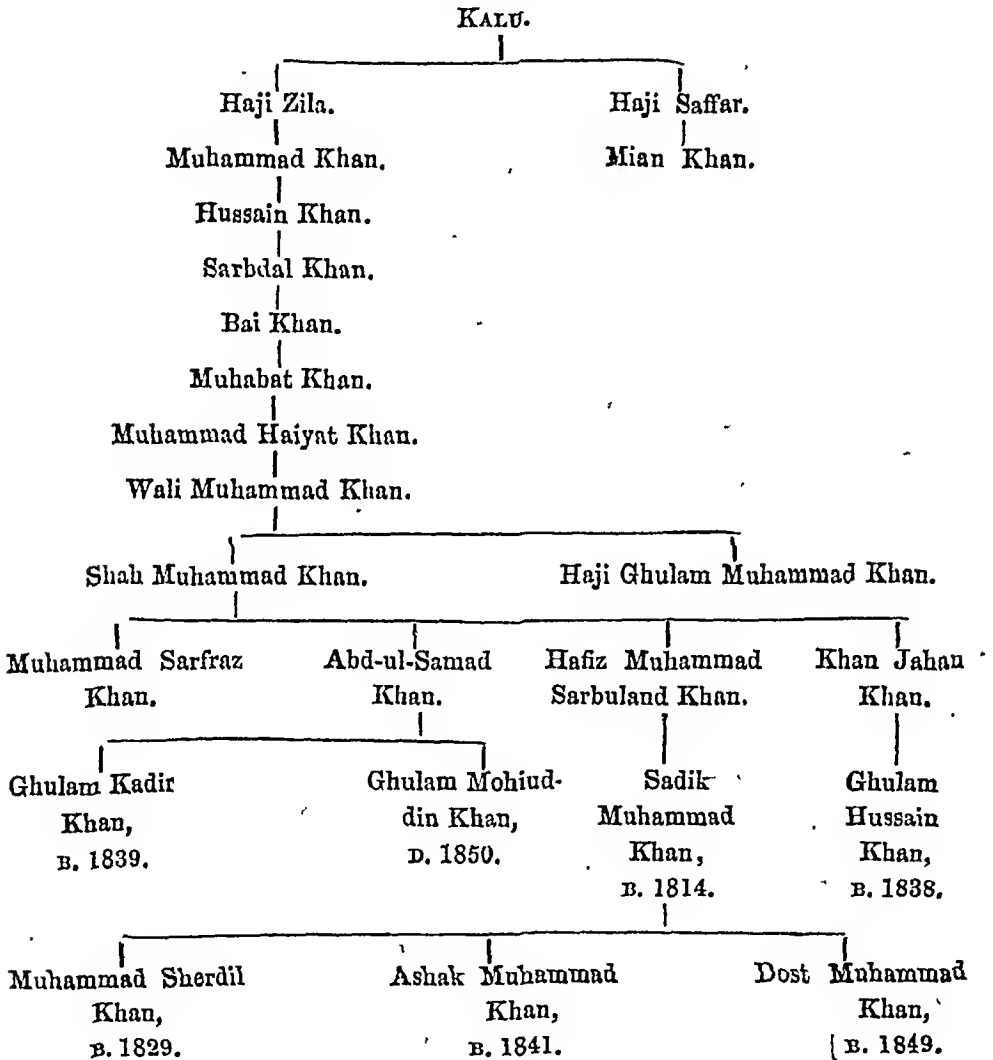 KALU.
Haji Zila. Haji Saffar.
Muhammad Khan. Mian Khan.
Hussain Khan.
Sarbdal Khan.
Bai Khan.
Muhabat Khan.
Muhammad Haiyat Khan.
Wali Muhammad Khan.
Shah Muhammad Khan. Haji Ghulam Muhammad Khan.
Muhammad Sarfraz Abd-ul-Samad Hafiz Muhammad Khan Jahan
Khan. Khan. Sarbuland Khan. Khan.
Ghulam Kadir Ghulam Mohiud- Sadik Ghulam
Khan, din Khan, Muhammad Hussain
B. 1839. D. 1850. Khan, Khan,
B. 1814. B. 1838.
Muhammad Sherdil Ashak Muhammad Dost Muhammad
Khan, Khan, Khan,
B. 1829. B. 1841. B. 1849.